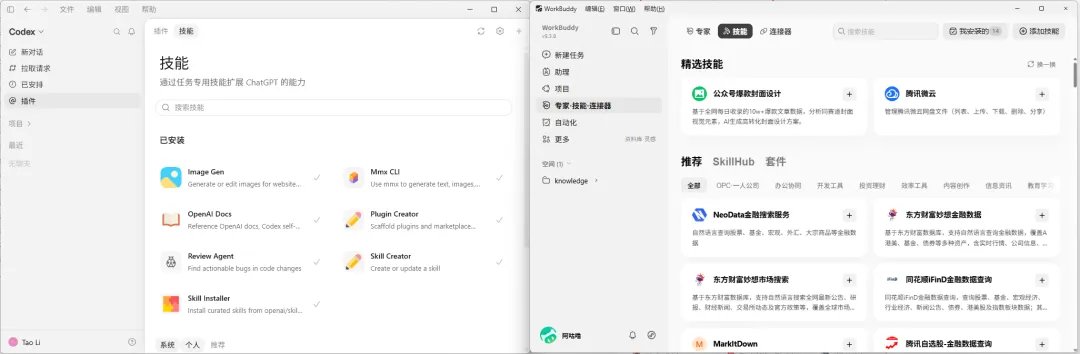 文件 编辑 视图 帮助
Codex
新对话
拉取请求
已安排
插件
项目
最近
无聊天
Tao Li
插件 技能
技能
通过任务专用技能扩展 ChatGPT 的能力
搜索技能
已安装
Image Gen
Generate or edit images for website...
Mmx CLI
Use mmx to generate text, images,...
OpenAI Docs
Reference OpenAI docs, Codex self-...
Plugin Creator
Scaffold plugins and marketplace...
Review Agent
Find actionable bugs in code changes
Skill Creator
Create or update a skill
Skill Installer
Install curated skills from openai/skil...
系统 个人 推荐
WorkBuddy 编辑(E) 窗口(W) 帮助(H)
WorkBuddy
新建任务
助理
项目
专家·技能·连接器
自动化
更多 资料库·灵感
空间 (1)
knowledge
阿咕噜
专家 技能 连接器
搜索技能
我安装的 14
添加技能
精选技能
换一换
公众号爆款封面设计
基于全网每日收录的10w+爆款文章数据，分析同赛道封面
视觉元素，AI生成高转化封面设计方案。
腾讯微云
管理腾讯微云网盘文件（列表、上传、下载、删除、分享）
推荐 SkillHub 套件
全部 OPC·一人公司 办公协同 开发工具 投资理财 效率工具 内容创作 信息资讯 教育学习
NeoData金融搜索服务
自然语言查询股票、基金、宏观、外汇、大宗商品等金融数
据
东方财富妙想金融数据
基于东方财富数据库，支持自然语言查询金融数据，覆盖A
港美、基金、债券等多种资产，含实时行情、公司信息、...
东方财富妙想市场搜索
基于东方财富数据库，支持自然语言搜索全网最新公告、研
报、财经新闻、交易所动态及官方政策等，覆盖全球市场...
同花顺iFinD金融数据查询
同花顺iFinD金融数据查询，查询股票、基金、宏观经济、
行业经济、新闻公告、债券、港美股及指数板块数据；其...
MarkItDown
腾讯自选股-金融数据查询